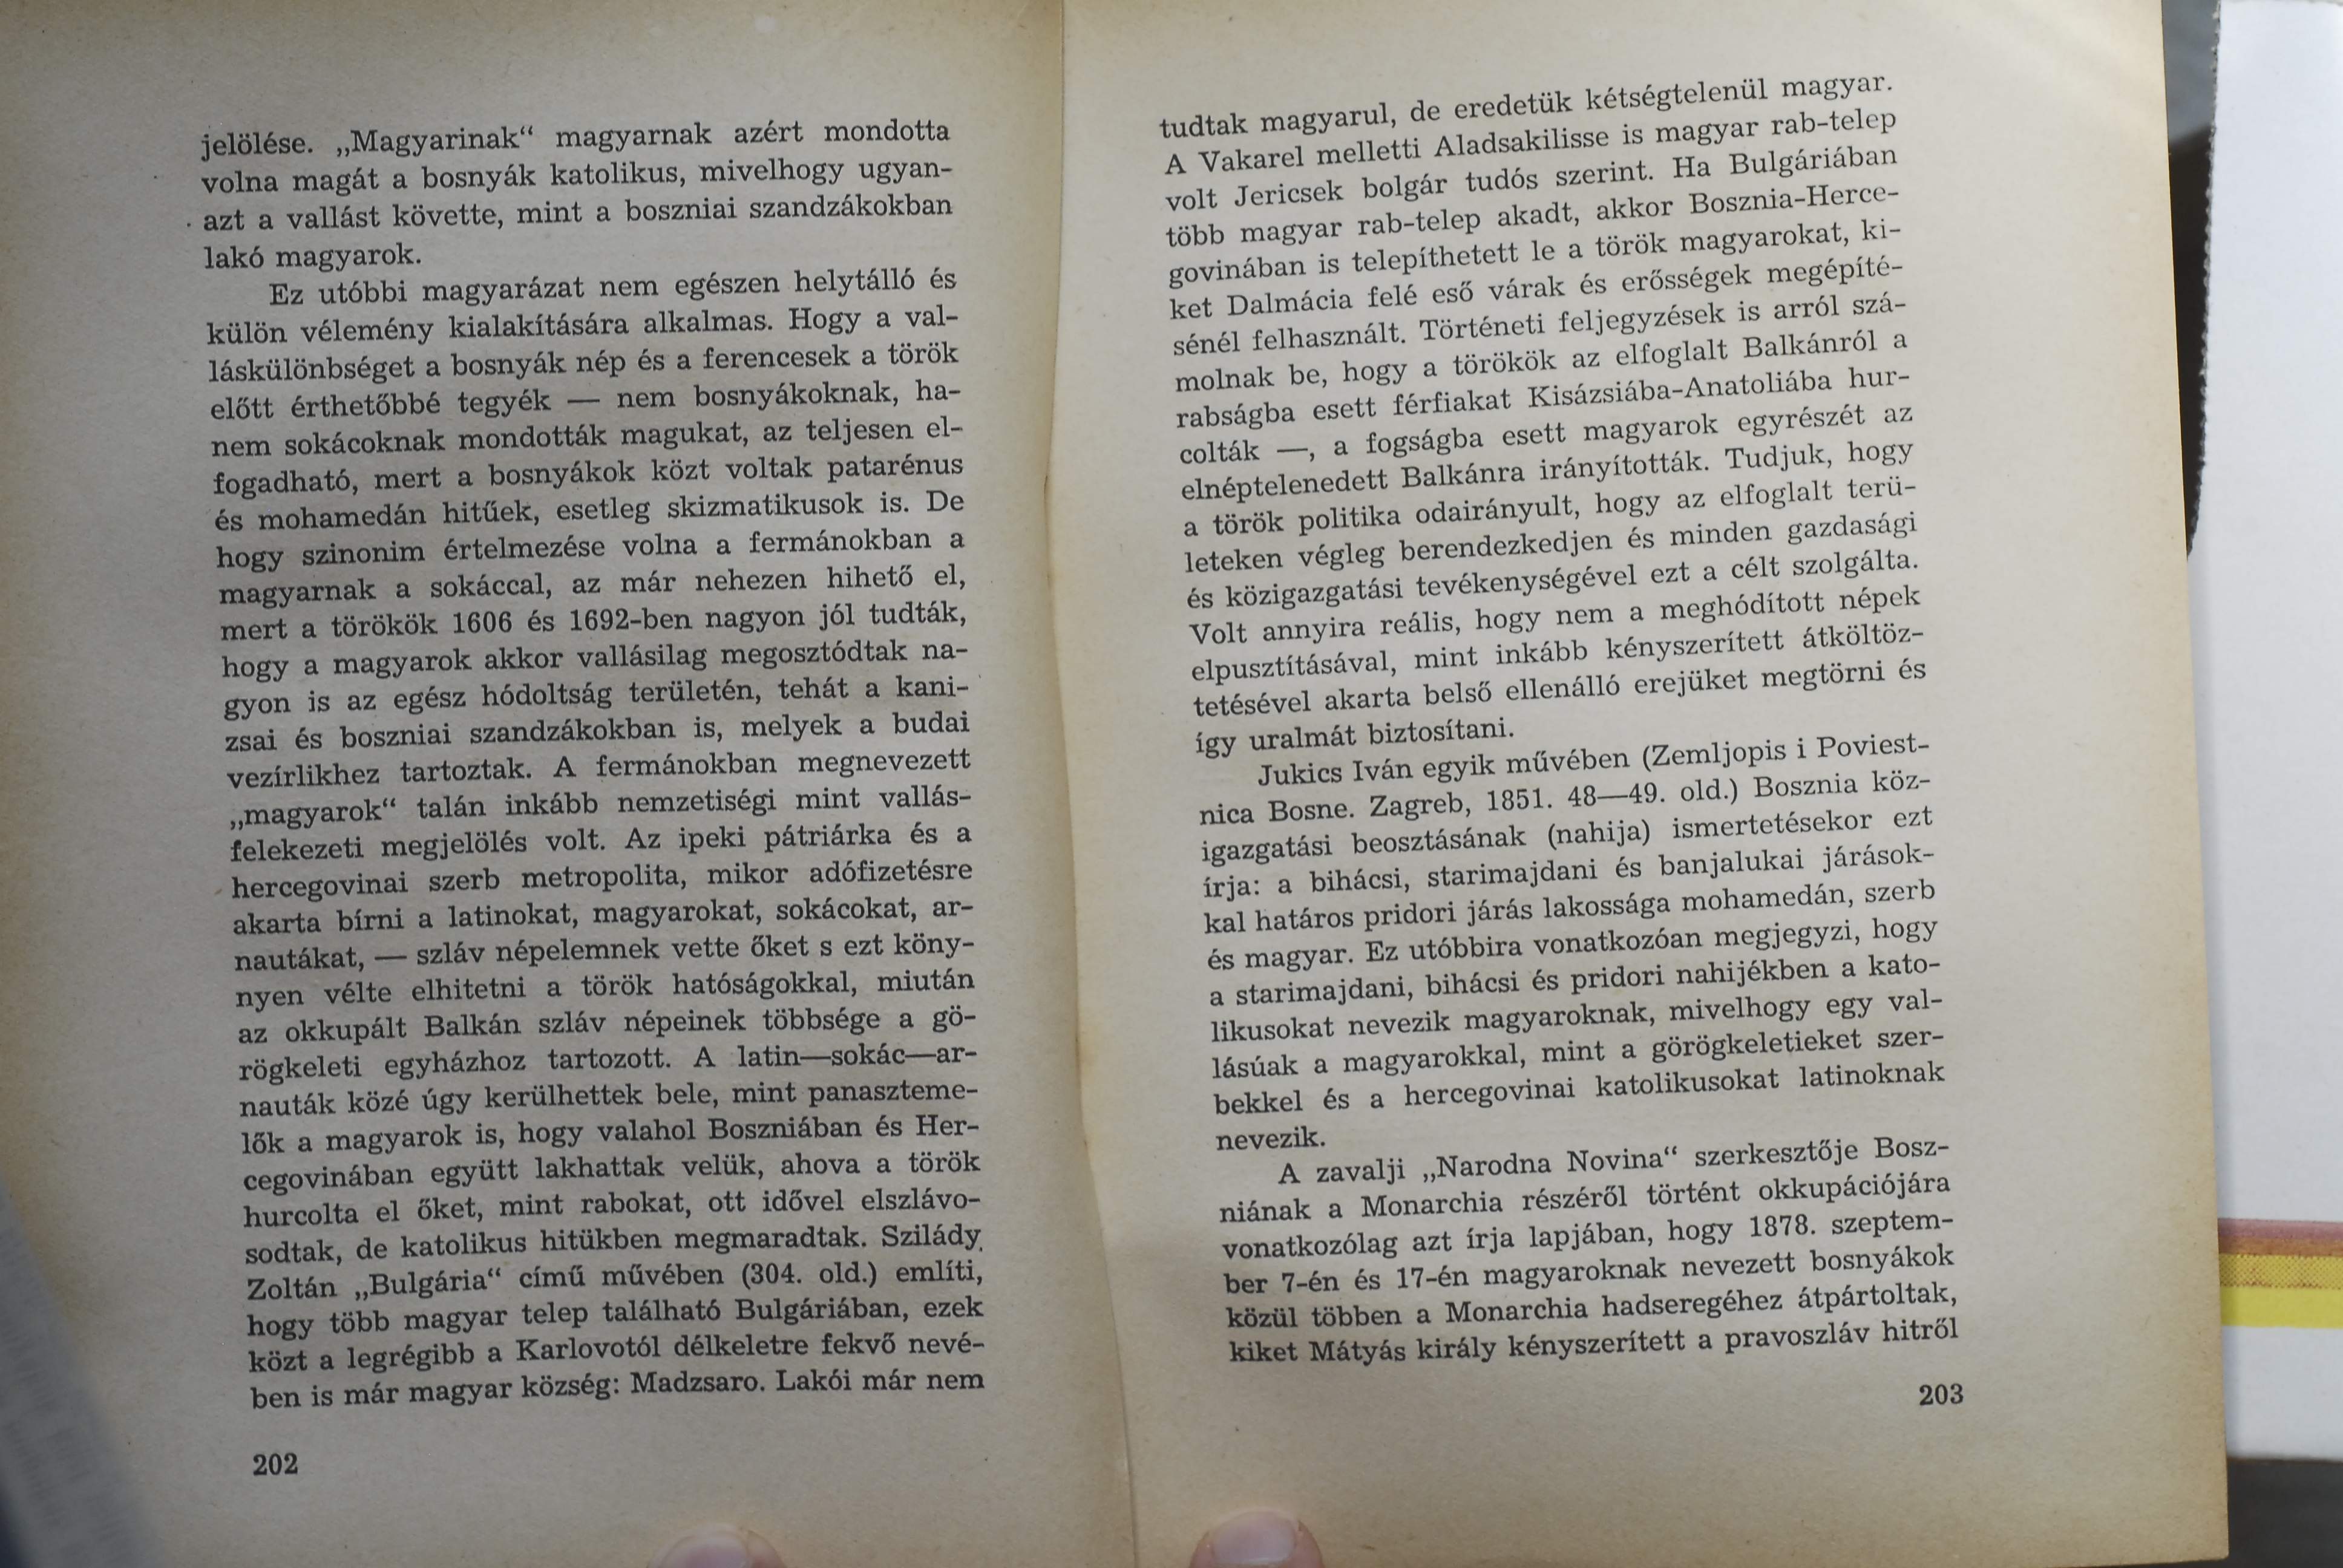 jelölése. „Magyarinak“ magyarnak azért mondotta
volna magát a bosnyák katolikus, mivelhogy ugyan-
azt a vallást követte, mint a boszniai szandzákokban
lakó magyarok.
Ez utóbbi magyarázat nem egészen helytálló és
külön vélemény kialakítására alkalmas. Hogy a val-
láskülönbséget a bosnyák nép és a ferencesek a török
előtt érthetőbbé tegyék — nem bosnyákoknak, ha-
nem sokácoknak mondották magukat, az teljesen el-
fogadható, mert a bosnyákok közt voltak patarénus
és mohamedán hitűek, esetleg skizmatikusok is. De
hogy szinonim értelmezése volna a fermánokban a
magyarnak a sokáccal, az már nehezen hihető el,
mert a törökök 1606 és 1692-ben nagyon jól tudták,
hogy a magyarok akkor vallásilag megosztódtak na-
gyon is az egész hódoltság területén, tehát a kani-
zsai és boszniai szandzákokban is, melyek a budai
vezírlikhez tartoztak. A fermánokban megnevezett
„magyarok“ talán inkább nemzetiségi mint vallás-
felekezeti megjelölés volt. Az ipeki pátriárka és a
hercegovinai szerb metropolita, mikor adófizetésre
akarta bírni a latinokat, magyarokat, sokácokat, ar-
nautákat, — szláv népelemnek vette őket s ezt köny-
nyen vélte elhitetni a török hatóságokkal, miután
az okkupált Balkán szláv népeinek többsége a gö-
rögkeleti egyházhoz tartozott. A latin—sokác—ar-
nauták közé úgy kerülhettek bele, mint panaszteme-
lők a magyarok is, hogy valahol Boszniában és Her-
cegovinában együtt lakhattak velük, ahova a török
hurcolta el őket, mint rabokat, ott idővel elszlávo-
sodtak, de katolikus hitükben megmaradtak. Szilády
Zoltán „Bulgária“ című művében (304. old.) említi,
hogy több magyar telep található Bulgáriában, ezek
közt a legrégibb a Karlovotól délkeletre fekvő nevé-
ben is már magyar község: Madzsaro. Lakói már nem
202
tudtak magyarul, de eredetük kétségtelenül magyar.
A Vakarel melletti Aladsakilisse is magyar rab-telep
volt Jericsek bolgár tudós szerint. Ha Bulgáriában
több magyar rab-telep akadt, akkor Bosznia-Herce-
govinában is telepíthetett le a török magyarokat, ki-
ket Dalmácia felé eső várak és erősségek megépíté-
sénél felhasznált. Történeti feljegyzések is arról szá-
molnak be, hogy a törökök az elfoglalt Balkánról a
rabságba esett férfiakat Kisázsiába-Anatoliába hur-
colták —, a fogságba esett magyarok egyrészét az
elnéptelenedett Balkánra irányították. Tudjuk, hogy
a török politika odairányult, hogy az elfoglalt terü-
leteken végleg berendezkedjen és minden gazdasági
és közigazgatási tevékenységével ezt a célt szolgálta.
Volt annyira reális, hogy nem a meghódított népek
elpusztításával, mint inkább kényszerített átköltöz-
tetésével akarta belső ellenálló erejüket megtörni és
így uralmát biztosítani.
Jukics Iván egyik művében (Zemljopis i Poviest-
nica Bosne. Zagreb, 1851. 48—49. old.) Bosznia köz-
igazgatási beosztásának (nahija) ismertetésekor ezt
írja: a bihácsi, starimajdani és banjalukai járások-
kal határos pridori járás lakossága mohamedán, szerb
és magyar. Ez utóbbira vonatkozóan megjegyzi, hogy
a starimajdani, bihácsi és pridori nahijékben a kato-
likusokat nevezik magyaroknak, mivelhogy egy val-
lásúak a magyarokkal, mint a görögkeletieket szer-
bekkel és a hercegovinai katolikusokat latinoknak
nevezik.
A zavalji „Narodna Novina“ szerkesztője Bosz-
niának a Monarchia részéről történt okkupációjára
vonatkozólag azt írja lapjában, hogy 1878. szeptem-
ber 7-én és 17-én magyaroknak nevezett bosnyákok
közül többen a Monarchia hadseregéhez átpártoltak,
kiket Mátyás király kényszerített a pravoszláv hitről
203